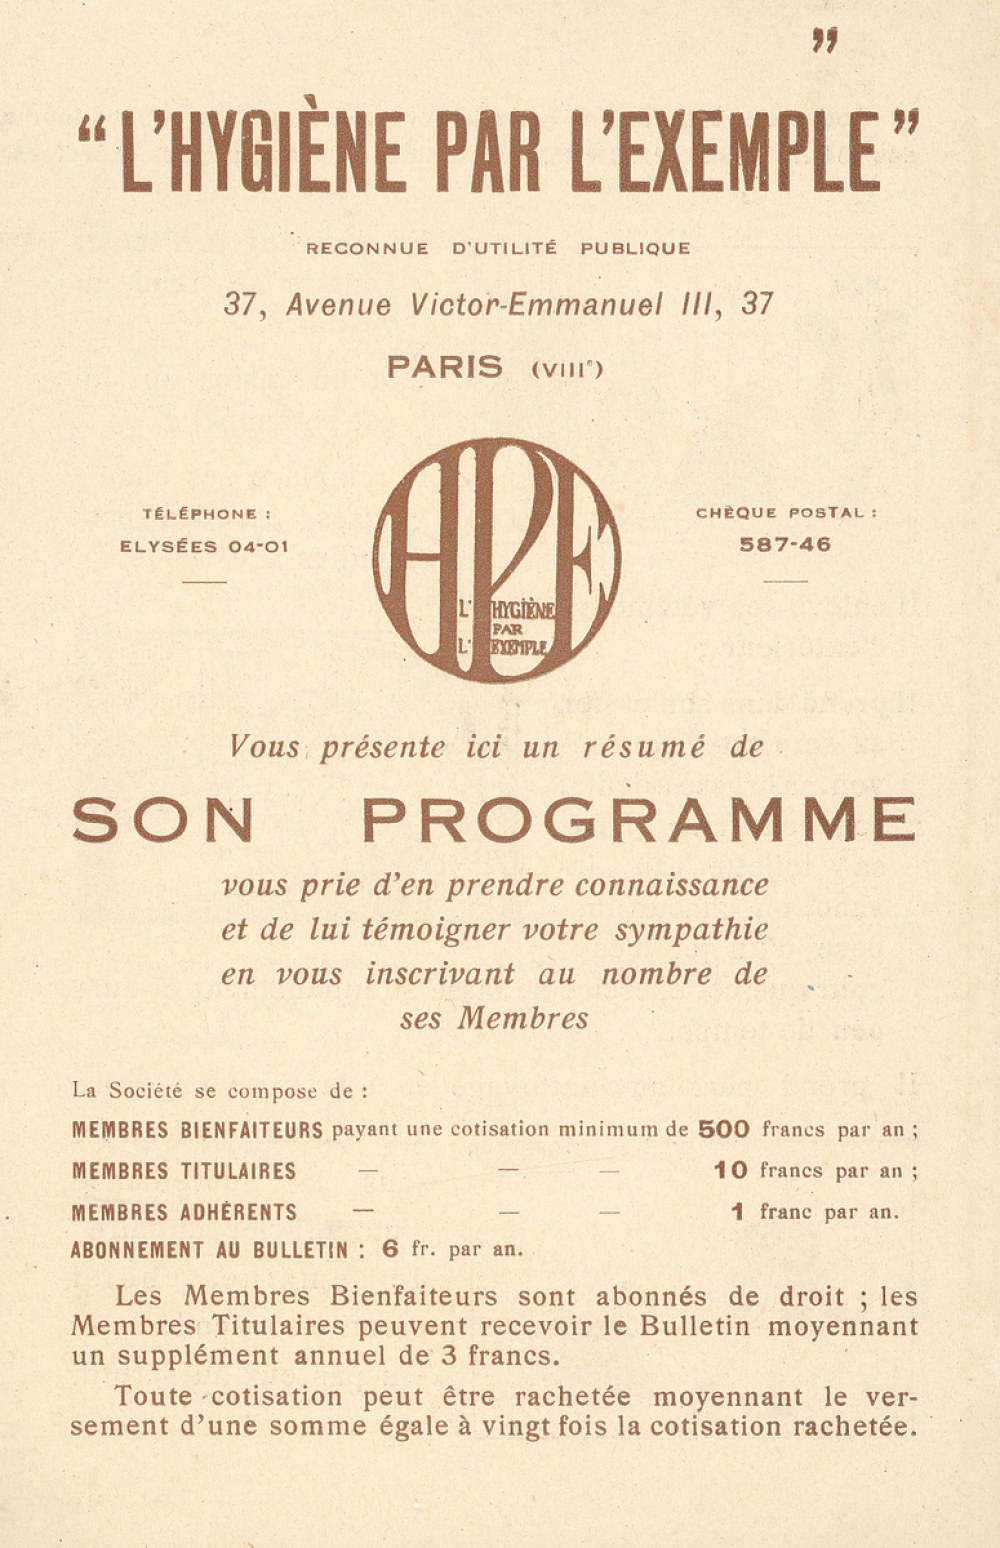 ”
“ L'HYGIÈNE PAR L'EXEMPLE ”
RECONNUE D'UTILITÉ PUBLIQUE
37, Avenue Victor-Emmanuel III, 37
PARIS (VIIIe)
TÉLÉPHONE :
ELYSÉES 04-01
HPE
L'HYGIÈNE
PAR
L'EXEMPLE
CHÈQUE POSTAL :
587-46
Vous présente ici un résumé de
SON PROGRAMME
vous prie d'en prendre connaissance
et de lui témoigner votre sympathie
en vous inscrivant au nombre de
ses Membres
La Société se compose de :
MEMBRES BIENFAITEURS payant une cotisation minimum de 500 francs par an ;
MEMBRES TITULAIRES — — — 10 francs par an ;
MEMBRES ADHÉRENTS — — — 1 franc par an.
ABONNEMENT AU BULLETIN : 6 fr. par an.
Les Membres Bienfaiteurs sont abonnés de droit ; les
Membres Titulaires peuvent recevoir le Bulletin moyennant
un supplément annuel de 3 francs.
Toute cotisation peut être rachetée moyennant le ver-
sement d'une somme égale à vingt fois la cotisation rachetée.